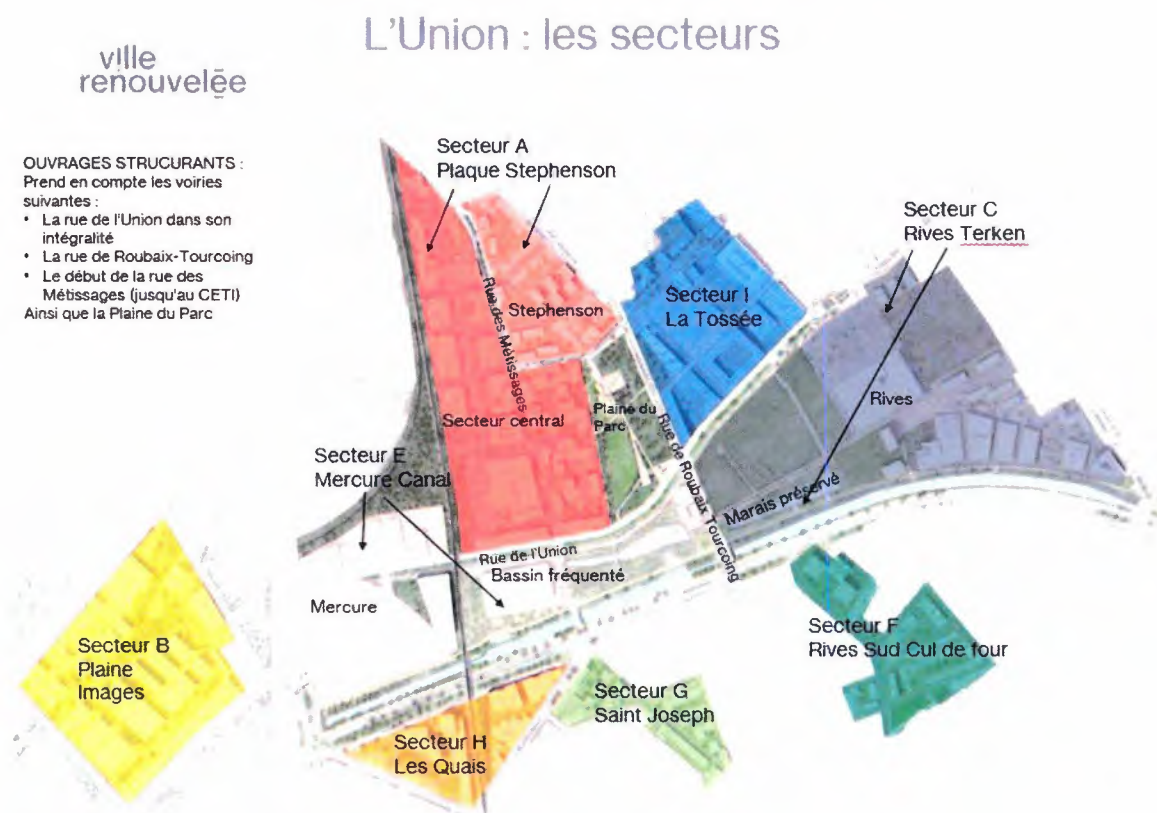 L'Union : les secteurs
ville
renouvelēe
OUVRAGES STRUCURANTS :
Prend en compte les voiries
suivantes :
• La rue de l'Union dans son
intégralité
• La rue de Roubaix-Tourcoing
• Le début de la rue des
Métissages (jusqu'au CETI)
Ainsi que la Plaine du Parc
Secteur A
Plaque Stephenson
Secteur C
Rives Terken
Secteur I
La Tossée
Stephenson
Rue des Métissages
Secteur central
Plaine du
Parc
Rives
Rue de Roubaix Tourcoing
Marais préservé
Secteur E
Mercure Canal
Rue de l'Union
Bassin fréquenté
Mercure
Secteur B
Plaine
Images
Secteur F
Rives Sud Cul de four
Secteur G
Saint Joseph
Secteur H
Les Quais